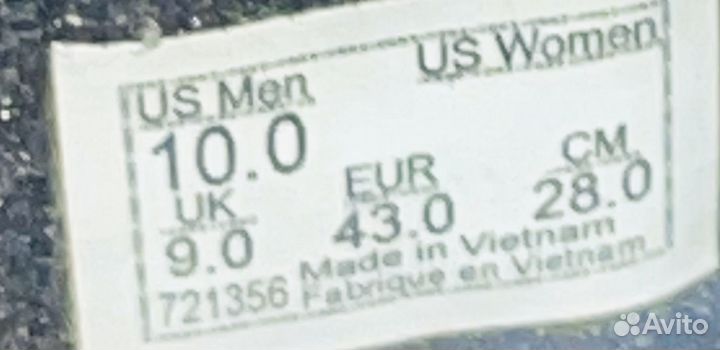 US Men US Women
10.0
UK EUR CM
9.0 43.0 28.0
Made in Vietnam
721356 Fabrique en Vietnam
Avito